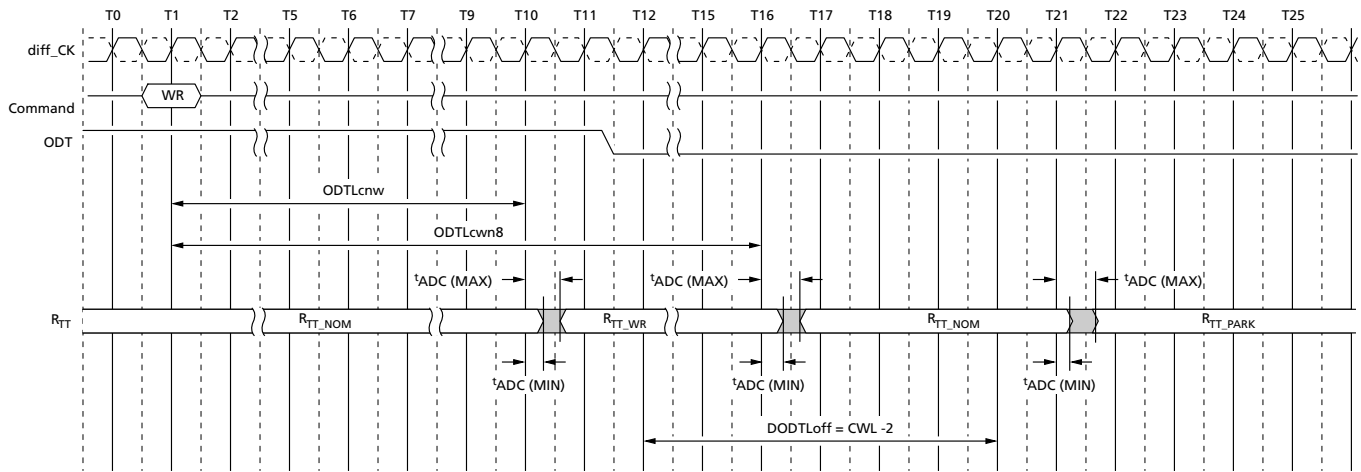 T0 T1 T2 T5 T6 T7 T9 T10 T11 T12 T15 T16 T17 T18 T19 T20 T21 T22 T23 T24 T25
diff_CK
Command WR
ODT
ODTLcnw
ODTLcwn8
tADC (MAX) tADC (MAX) tADC (MAX)
RTT RTT_NOM RTT_WR RTT_NOM RTT_PARK
tADC (MIN) tADC (MIN) tADC (MIN)
DODTLoff = CWL -2